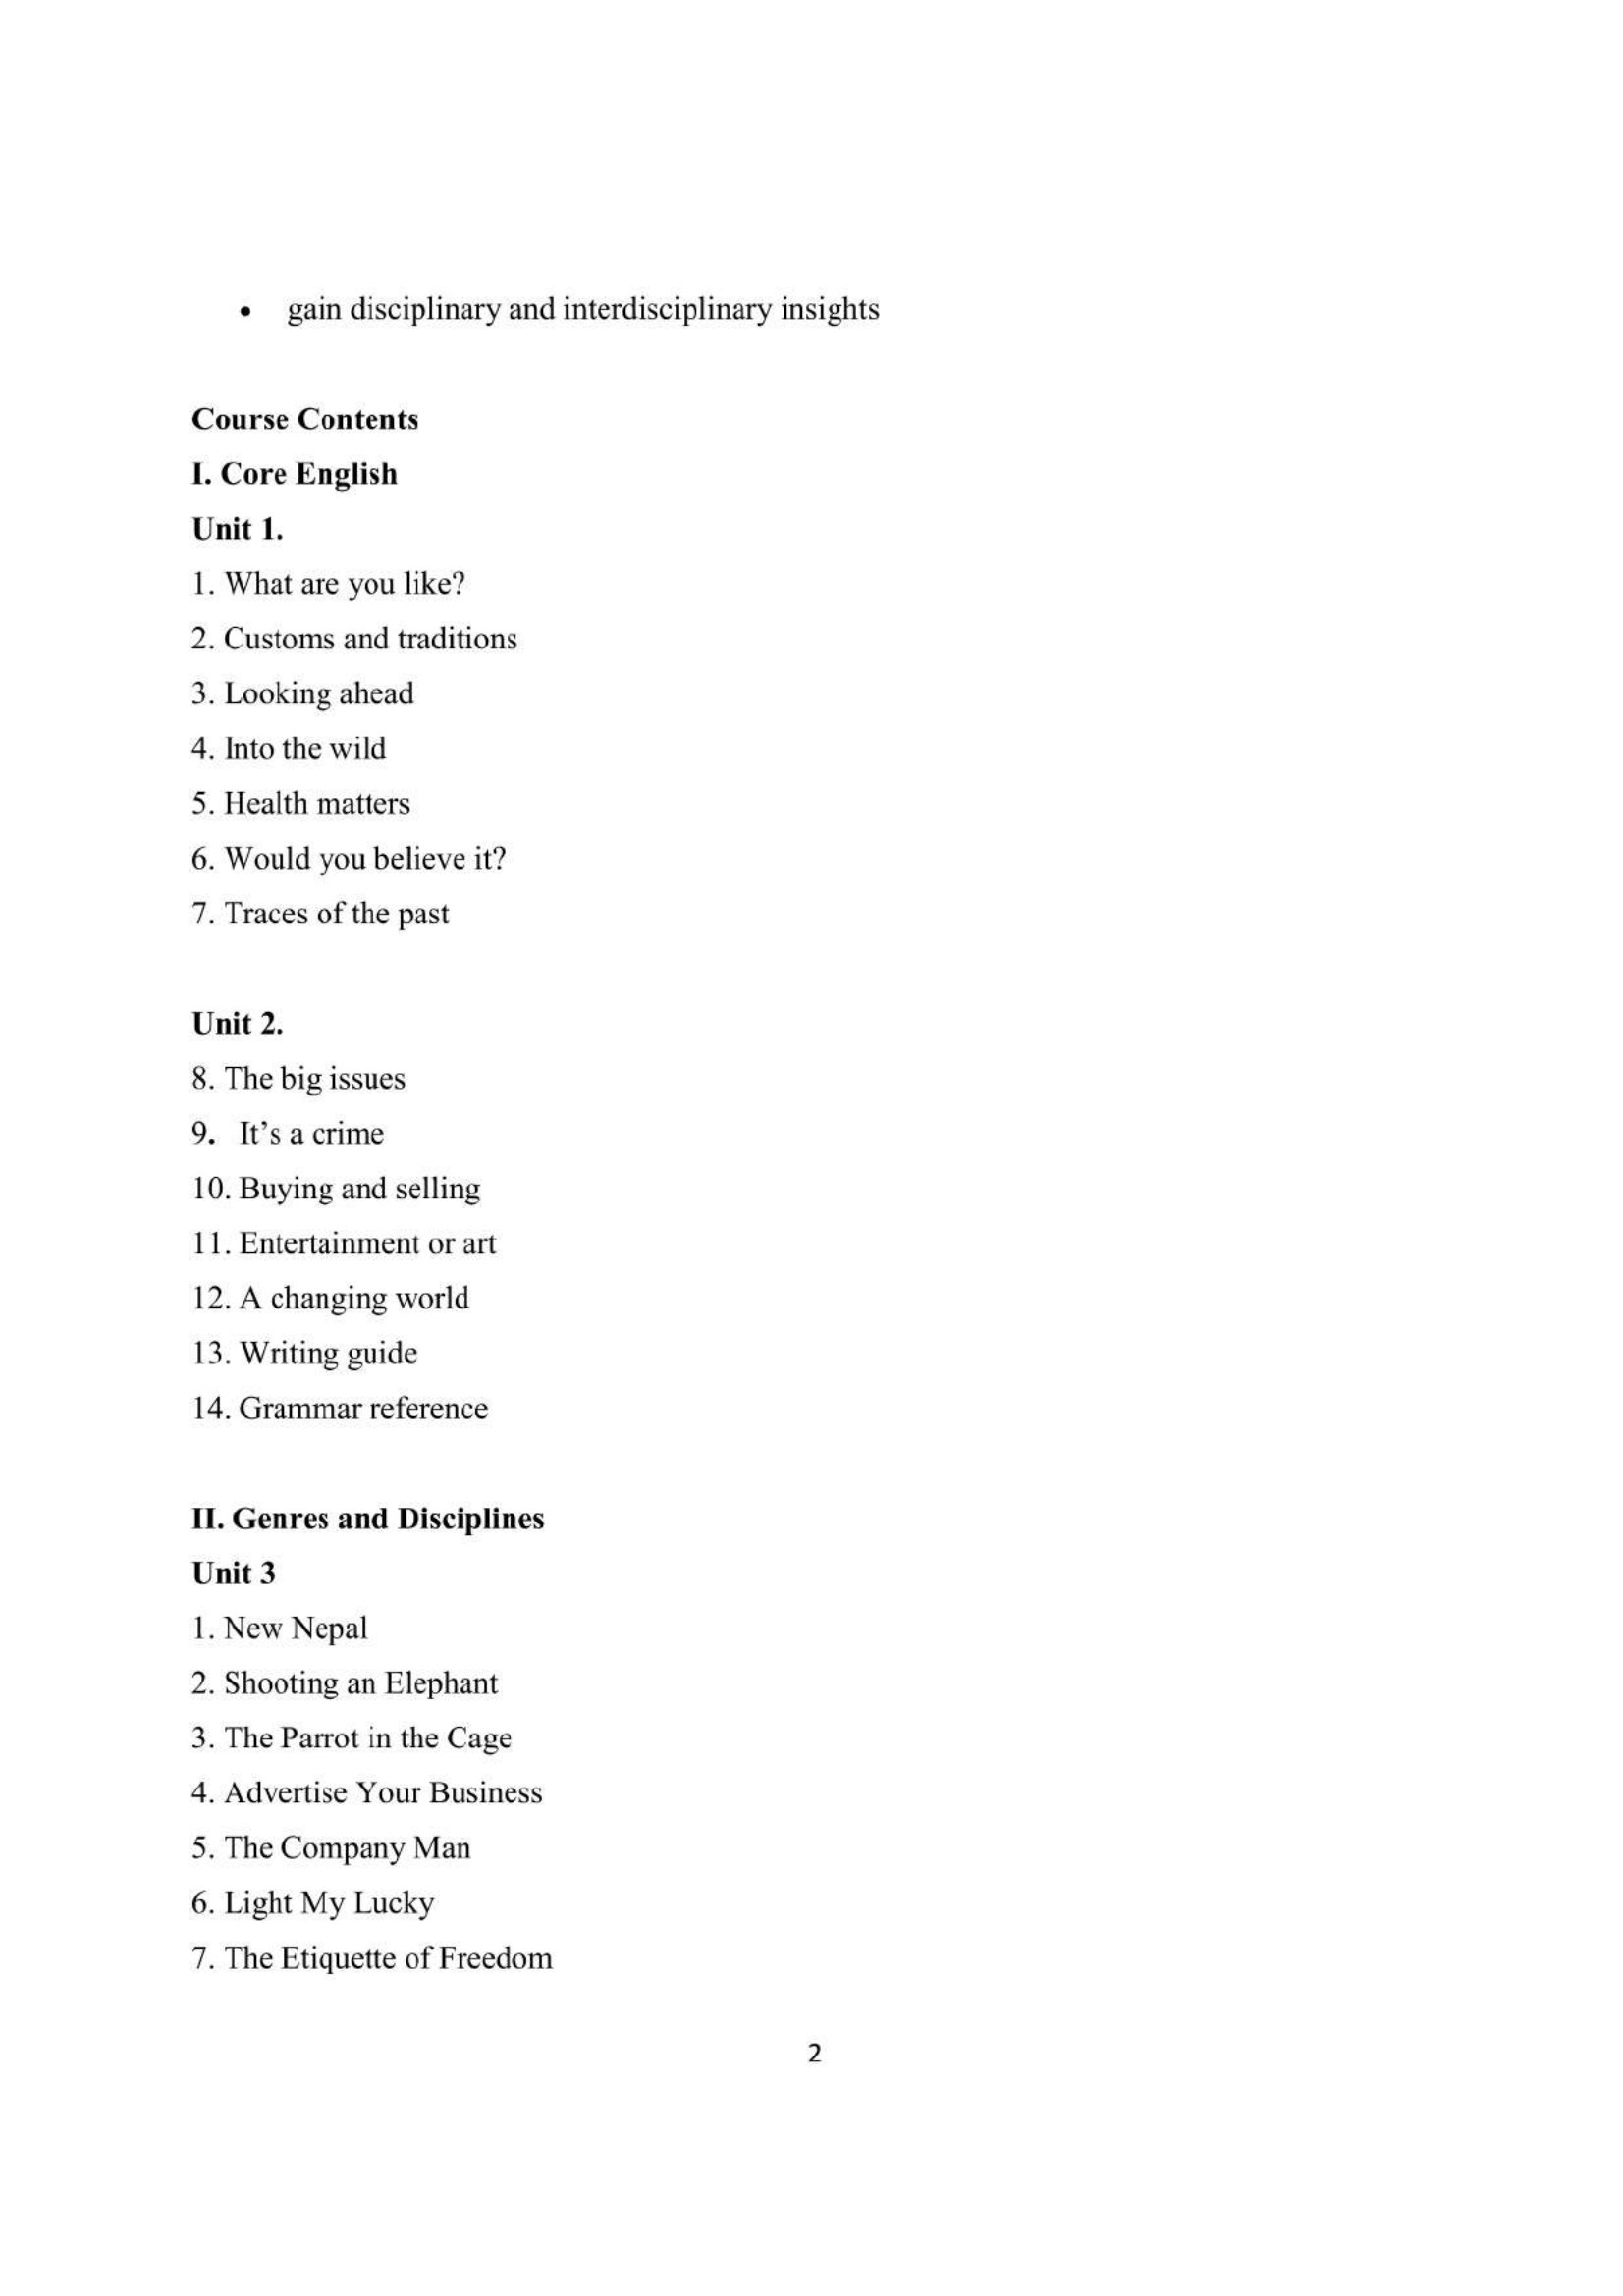 • gain disciplinary and interdisciplinary insights
Course Contents
I. Core English
Unit 1.
1. What are you like?
2. Customs and traditions
3. Looking ahead
4. Into the wild
5. Health matters
6. Would you believe it?
7. Traces of the past
Unit 2.
8. The big issues
9. It’s a crime
10. Buying and selling
11. Entertainment or art
12. A changing world
13. Writing guide
14. Grammar reference
II. Genres and Disciplines
Unit 3
1. New Nepal
2. Shooting an Elephant
3. The Parrot in the Cage
4. Advertise Your Business
5. The Company Man
6. Light My Lucky
7. The Etiquette of Freedom
2